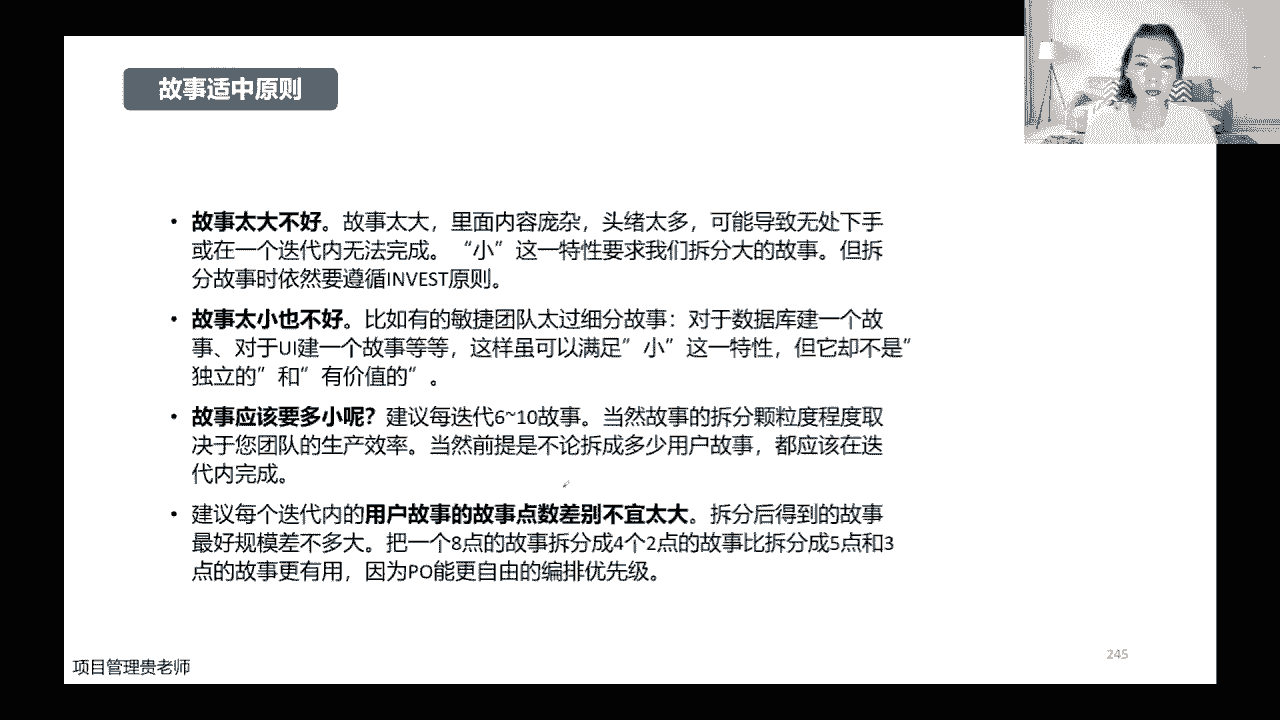 故事适中原则
• 故事太大不好。故事太大，里面内容庞杂，头绪太多，可能导致无处下手
或在一个迭代内无法完成。“小”这一特性要求我们拆分大的故事。但拆
分故事时依然要遵循INVEST原则。
• 故事太小也不好。比如有的敏捷团队太过细分故事：对于数据库建一个故
事、对于UI建一个故事等等，这样虽可以满足”小”这一特性，但它却不是”
独立的”和”有价值的”。
• 故事应该要多小呢？建议每迭代6~10故事。当然故事的拆分颗粒度程度取
决于您团队的生产效率。当然前提是不论拆成多少用户故事，都应该在迭
代内完成。
• 建议每个迭代内的用户故事的故事点数差别不宜太大。拆分后得到的故事
最好规模差不多大。把一个8点的故事拆分成4个2点的故事比拆分成5点和3
点的故事更有用，因为PO能更自由的编排优先级。
245
项目管理贵老师